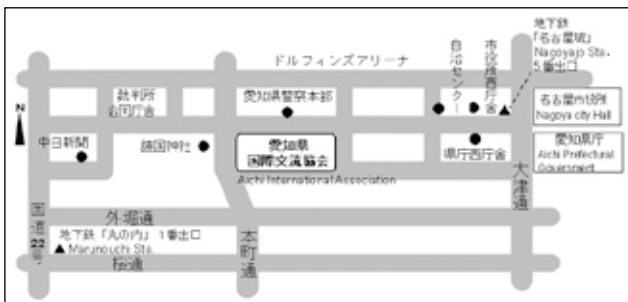 地下鉄
「名古屋城」
Nagoyajo Sta.
5番出口
ドルフィンズアリーナ
自治センター
市役所西庁舎
N
裁判所
合同庁舎
愛知県警察本部
名古屋市役所
Nagoya city Hall
中日新聞
護国神社
愛知県
国際交流協会
Aichi International Association
県庁西庁舎
愛知県庁
Aichi Prefectural
Government
大津通
国道22号
外堀通
地下鉄「丸の内」 1番出口
▲ Marunouchi Sta.
本町通
桜通